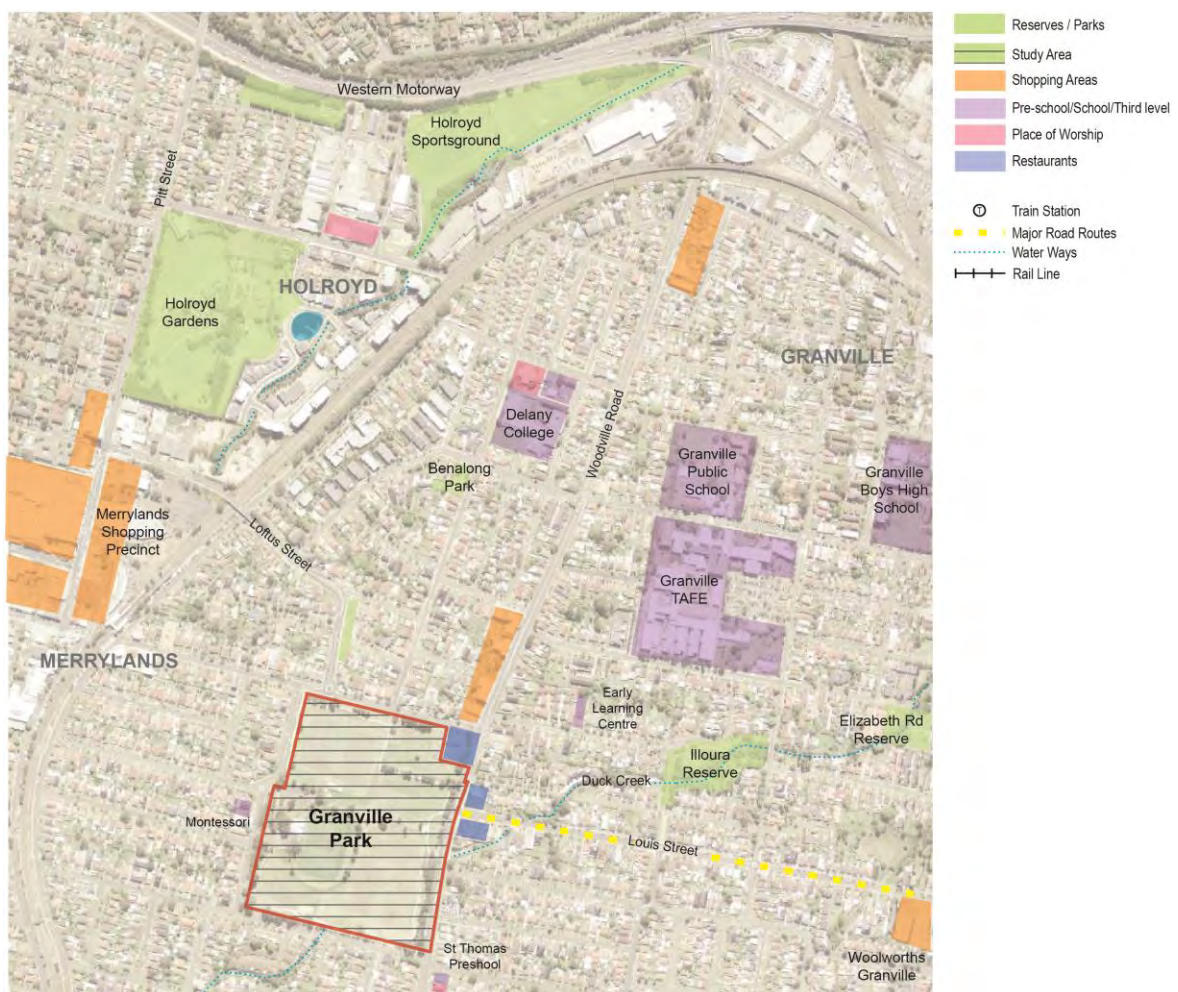 Western Motorway
Holroyd
Sportsground
Pitt Street
HOLROYD
Holroyd
Gardens
GRANVILLE
Delany
College
Woodville Road
Granville
Public
School
Granville
Boys High
School
Benalong
Park
Merrylands
Shopping
Precinct
Loftus Street
Granville
TAFE
MERRYLANDS
Early
Learning
Centre
Elizabeth Rd
Reserve
Illoura
Reserve
Duck Creek
Montessori
Granville
Park
Louis Street
St Thomas
Preshool
Woolworths
Granville
Reserves / Parks
Study Area
Shopping Areas
Pre-school/School/Third level
Place of Worship
Restaurants
T
Train Station
Major Road Routes
Water Ways
Rail Line